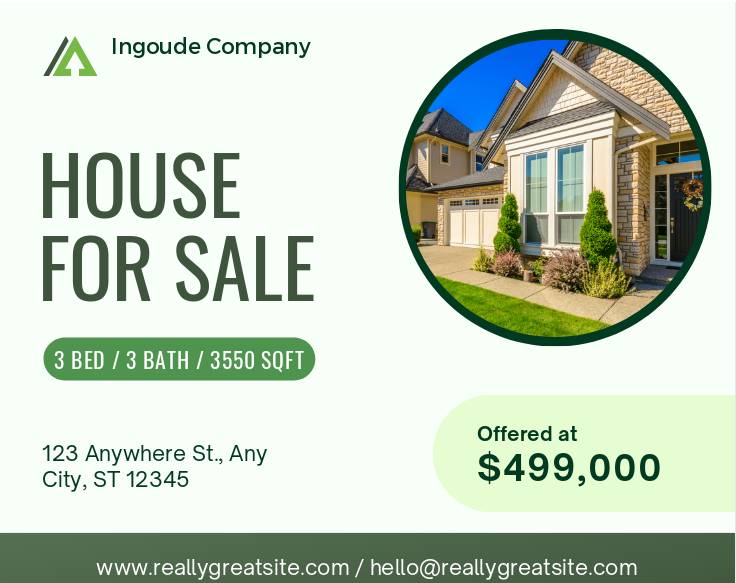 Ingoude Company
HOUSE
FOR SALE
3 BED / 3 BATH / 3550 SQFT
123 Anywhere St., Any
City, ST 12345
Offered at
$499,000
www.reallygreatsite.com / hello@reallygreatsite.com